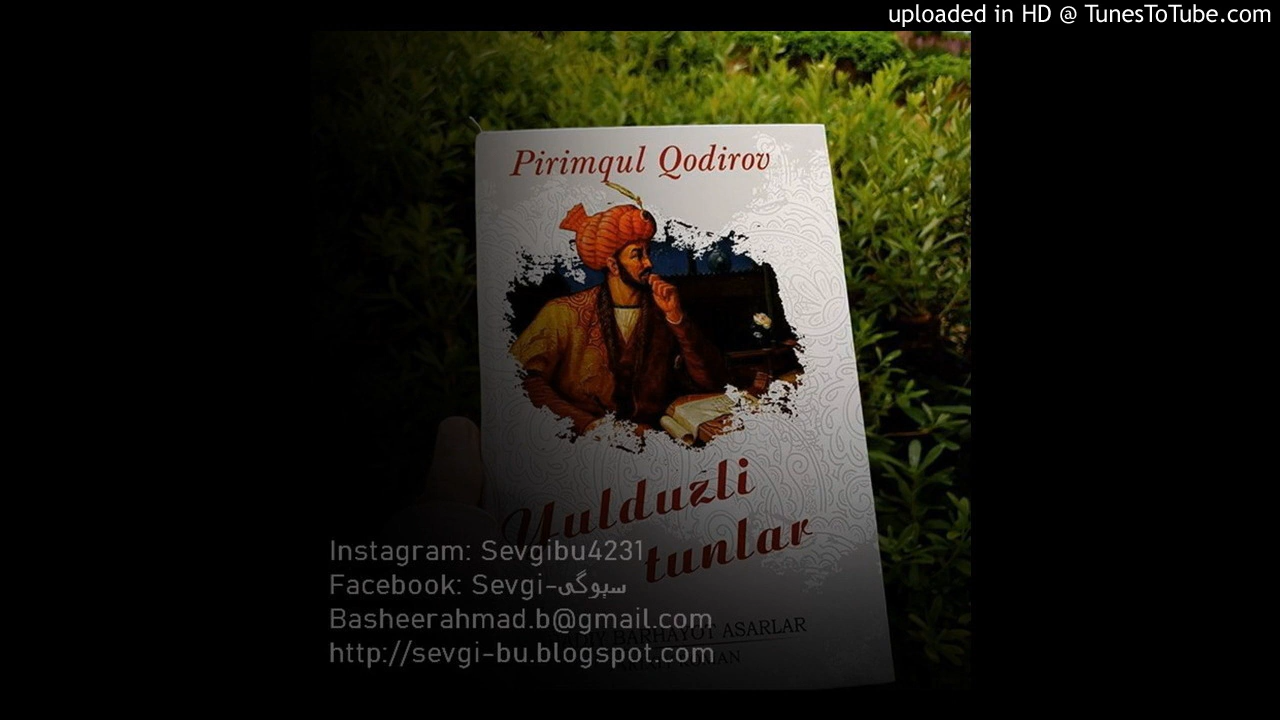 uploaded in HD @ TunesToTube.com
Pirimqul Qodirov
Yulduzli
tunlar
Instagram: Sevgibu4231
Facebook: Sevgi-سېوگی
Basheerahmad.b@gmail.com
BARHAYOT ASARLAR
http://sevgi-bu.blogspot.com